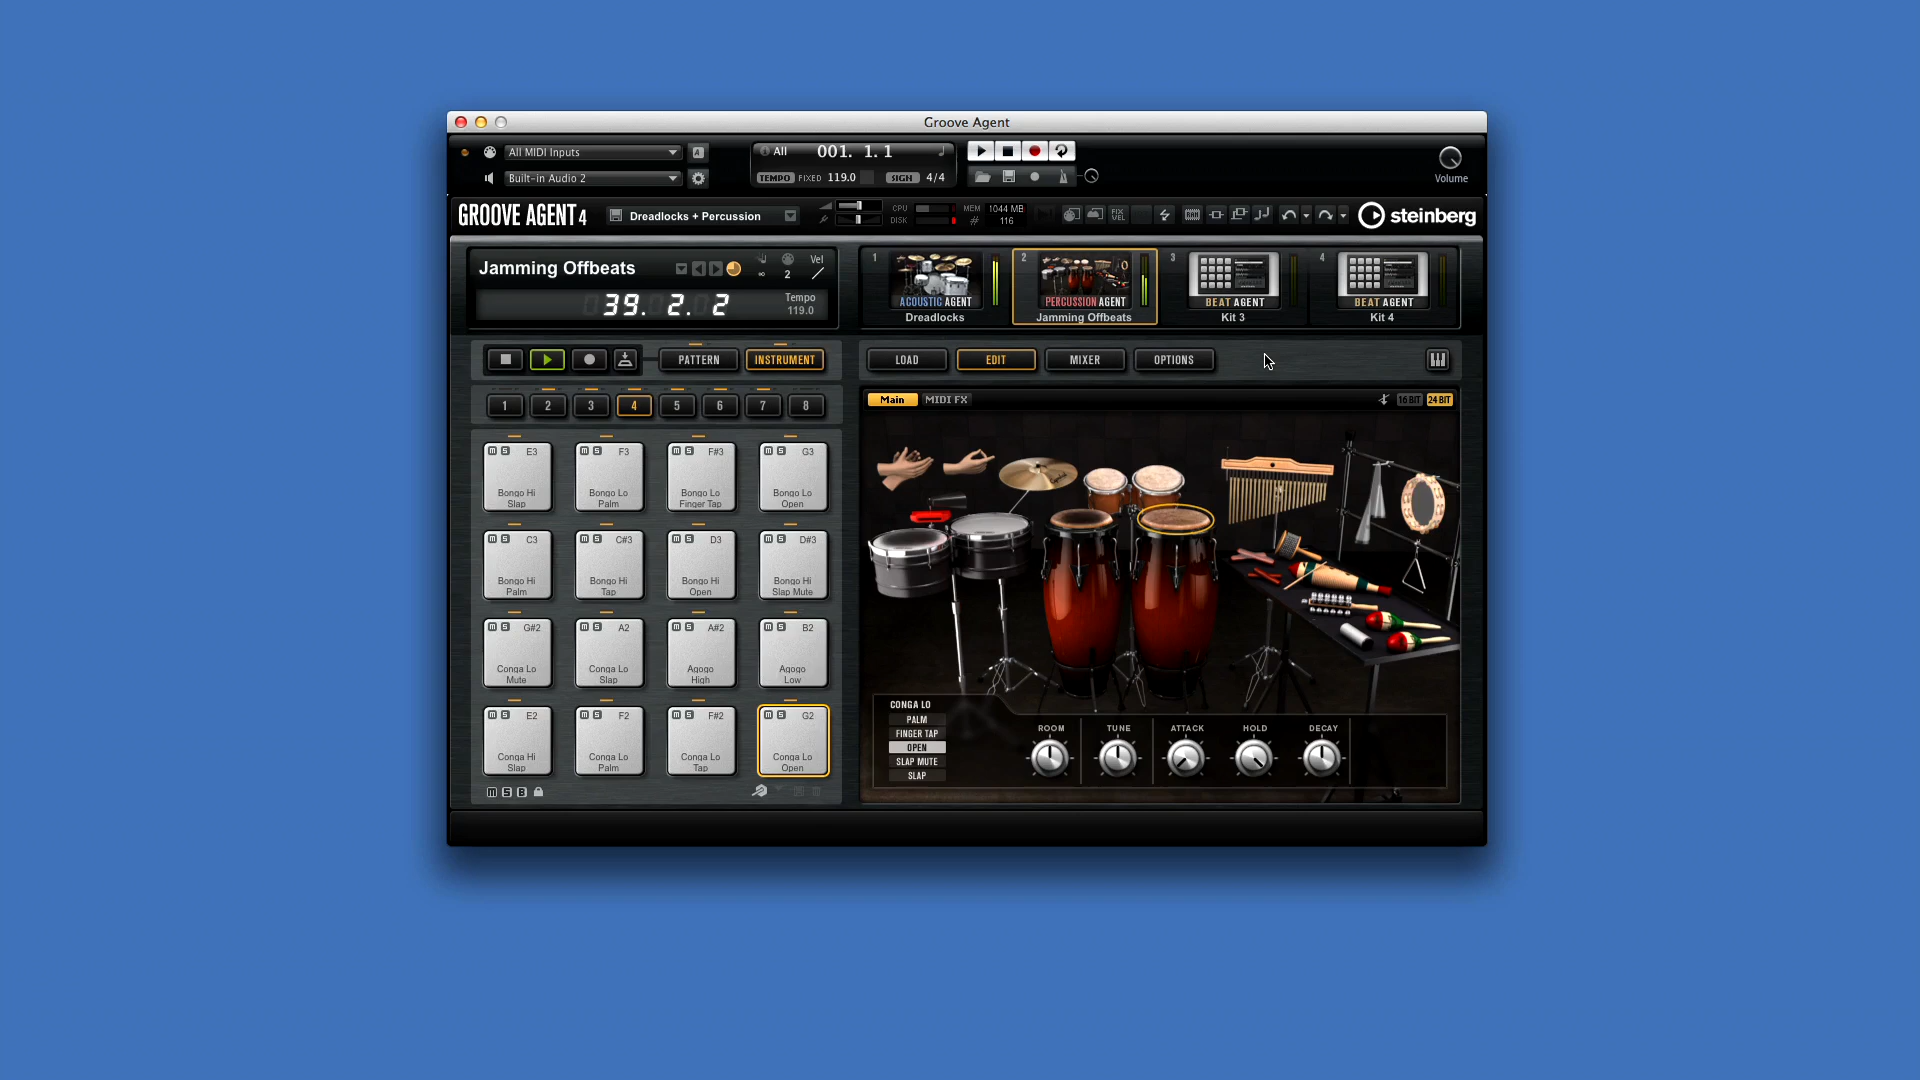 Groove Agent
All MIDI Inputs
All
001. 1. 1
Volume
Built-in Audio 2
TEMPO FIXED 119.0
SIGN 4/4
GROOVE AGENT 4
Dreadlocks + Percussion
CPU
DISK
MEM
#
1044 MB
116
FIX
VEL
steinberg
Jamming Offbeats
Vel
2
39. 2. 2
Tempo
119.0
1
ACOUSTIC AGENT
Dreadlocks
2
PERCUSSION AGENT
Jamming Offbeats
3
BEAT AGENT
Kit 3
4
BEAT AGENT
Kit 4
PATTERN
INSTRUMENT
LOAD
EDIT
MIXER
OPTIONS
1 2 3 4 5 6 7 8
Main
MIDI FX
16 BIT
24 BIT
M S E3
Bongo Hi
Slap
M S F3
Bongo Lo
Palm
M S F#3
Bongo Lo
Finger Tap
M S G3
Bongo Lo
Open
M S C3
Bongo Hi
Palm
M S C#3
Bongo Hi
Tap
M S D3
Bongo Hi
Open
M S D#3
Bongo Hi
Slap Mute
M S G#2
Conga Lo
Mute
M S A2
Conga Lo
Slap
M S A#2
Agogo
High
M S B2
Agogo
Low
M S E2
Conga Hi
Slap
M S F2
Conga Lo
Palm
M S F#2
Conga Lo
Tap
M S G2
Conga Lo
Open
M S B
CONGA LO
PALM
FINGER TAP
OPEN
SLAP MUTE
SLAP
ROOM
TUNE
ATTACK
HOLD
DECAY